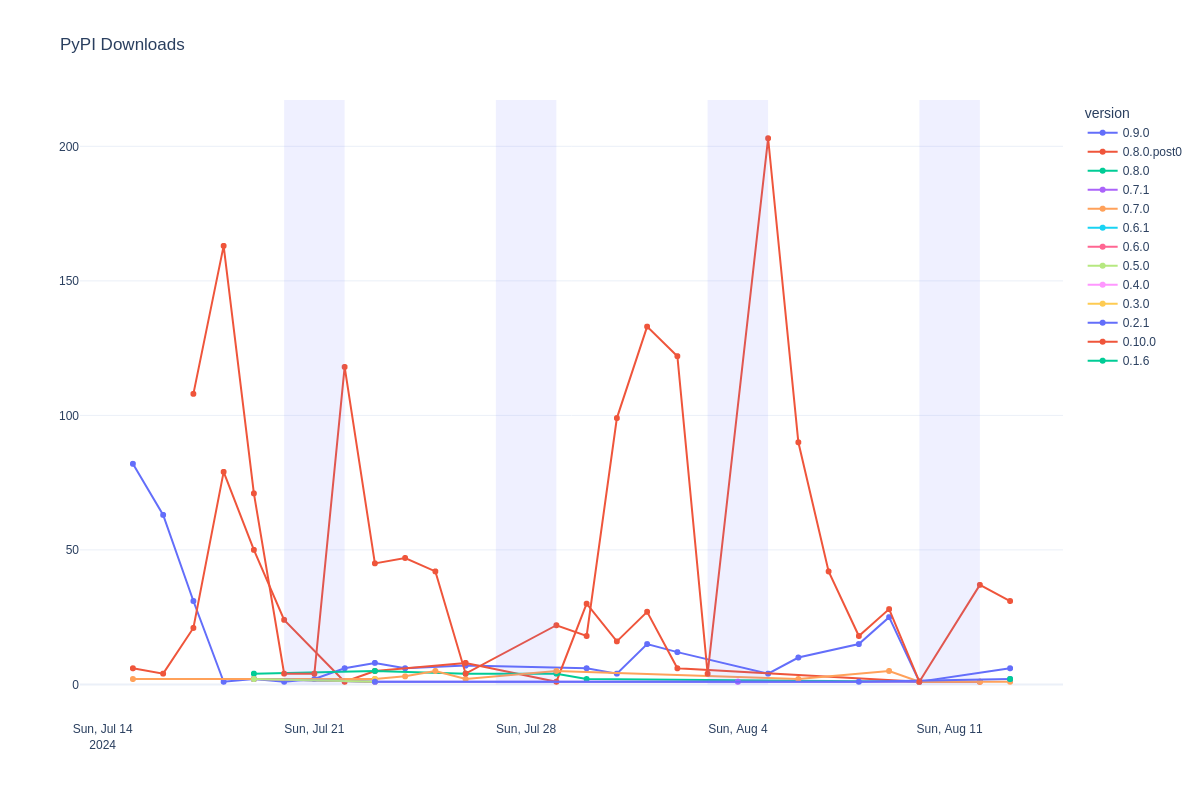 PyPI Downloads
version
0.9.0
0.8.0.post0
0.8.0
0.7.1
0.7.0
0.6.1
0.6.0
0.5.0
0.4.0
0.3.0
0.2.1
0.10.0
0.1.6
200
150
100
50
0
Sun, Jul 14
2024
Sun, Jul 21
Sun, Jul 28
Sun, Aug 4
Sun, Aug 11